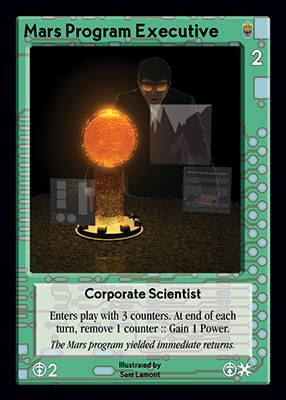 Mars Program Executive
2
Corporate Scientist
Enters play with 3 counters. At end of each
turn, remove 1 counter :: Gain 1 Power.
The Mars program yielded immediate returns.
2
Illustrated by
Sam Lamont